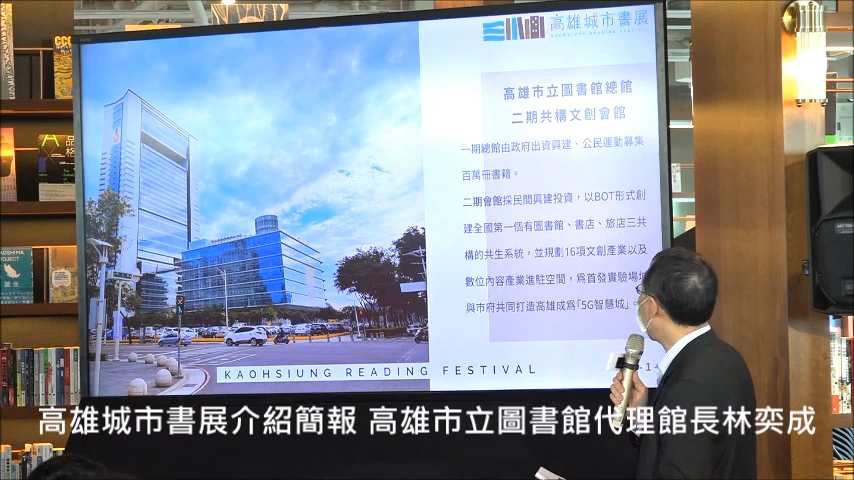 高雄城市書展
KAOHSIUNG READING FESTIVAL
高雄市立圖書館總館
二期共構文創會館
一期總館由政府出資興建、公民運動募集
百萬冊書籍。
二期會館採民間興建投資，以BOT形式創
建全國第一個有圖書館、書店、旅店三共
構的共生系統，並規劃16項文創產業以及
數位內容產業進駐空間，為首發實驗場域
與市府共同打造高雄成為「5G智慧城」。
KAOHSIUNG READING FESTIVAL
品格
誕生
高雄城市書展介紹簡報 高雄市立圖書館代理館長林奕成